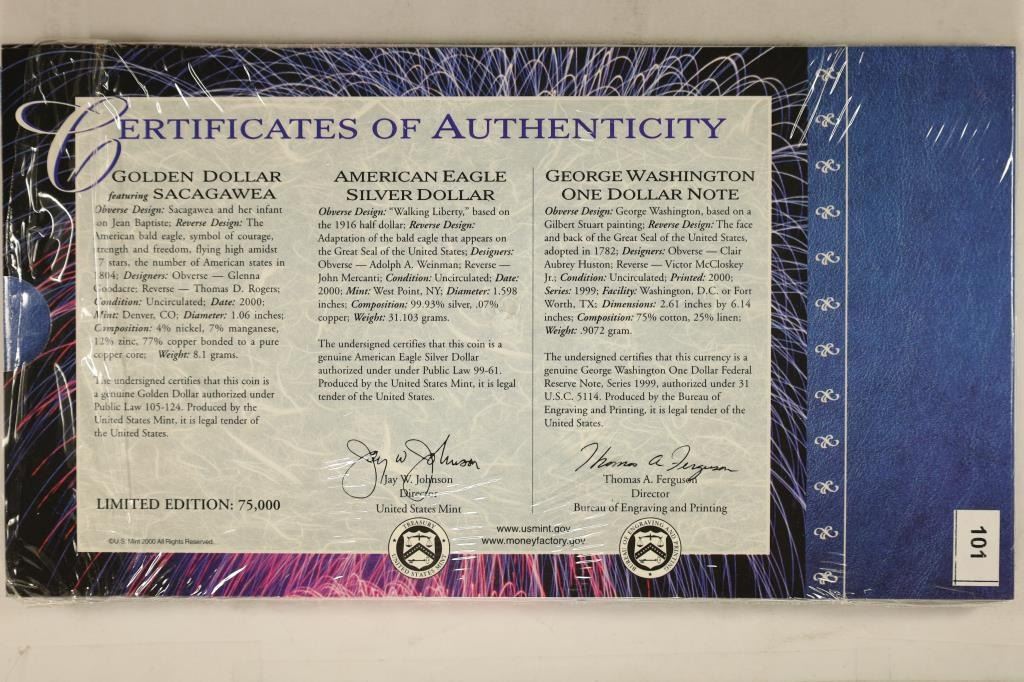 CERTIFICATES OF AUTHENTICITY
GOLDEN DOLLAR
featuring SACAGAWEA
Obverse Design: Sacagawea and her infant
son Jean Baptiste; Reverse Design: The
American bald eagle, symbol of courage,
strength and freedom, flying high amidst
17 stars, the number of American states in
1804; Designers: Obverse — Glenna
Goodacre; Reverse — Thomas D. Rogers;
Condition: Uncirculated; Date: 2000;
Mint: Denver, CO; Diameter: 1.06 inches;
Composition: 4% nickel, 7% manganese,
12% zinc, 77% copper bonded to a pure
copper core; Weight: 8.1 grams.
The undersigned certifies that this coin is
a genuine Golden Dollar authorized under
Public Law 105-124. Produced by the
United States Mint, it is legal tender of
the United States.
LIMITED EDITION: 75,000
©U.S. Mint 2000 All Rights Reserved.
AMERICAN EAGLE
SILVER DOLLAR
Obverse Design: "Walking Liberty," based on
the 1916 half dollar; Reverse Design:
Adaptation of the bald eagle that appears on
the Great Seal of the United States; Designers:
Obverse — Adolph A. Weinman; Reverse —
John Mercanti; Condition: Uncirculated; Date:
2000; Mint: West Point, NY; Diameter: 1.598
inches; Composition: 99.93% silver, .07%
copper; Weight: 31.103 grams.
The undersigned certifies that this coin is a
genuine American Eagle Silver Dollar
authorized under under Public Law 99-61.
Produced by the United States Mint, it is legal
tender of the United States.
Jay W Johnson
Jay W. Johnson
Director
United States Mint
GEORGE WASHINGTON
ONE DOLLAR NOTE
Obverse Design: George Washington, based on a
Gilbert Stuart painting; Reverse Design: The face
and back of the Great Seal of the United States,
adopted in 1782; Designers: Obverse — Clair
Aubrey Huston; Reverse — Victor McCloskey
Jr.; Condition: Uncirculated; Printed: 2000;
Series: 1999; Facility: Washington, D.C. or Fort
Worth, TX; Dimensions: 2.61 inches by 6.14
inches; Composition: 75% cotton, 25% linen;
Weight: .9072 gram.
The undersigned certifies that this currency is a
genuine George Washington One Dollar Federal
Reserve Note, Series 1999, authorized under 31
U.S.C. 5114. Produced by the Bureau of
Engraving and Printing, it is legal tender of the
United States.
Thomas A Ferguson
Thomas A. Ferguson
Director
Bureau of Engraving and Printing
www.usmint.gov
www.moneyfactory.gov
TREASURY
UNITED STATES MINT
BUREAU OF ENGRAVING AND PRINTING
101